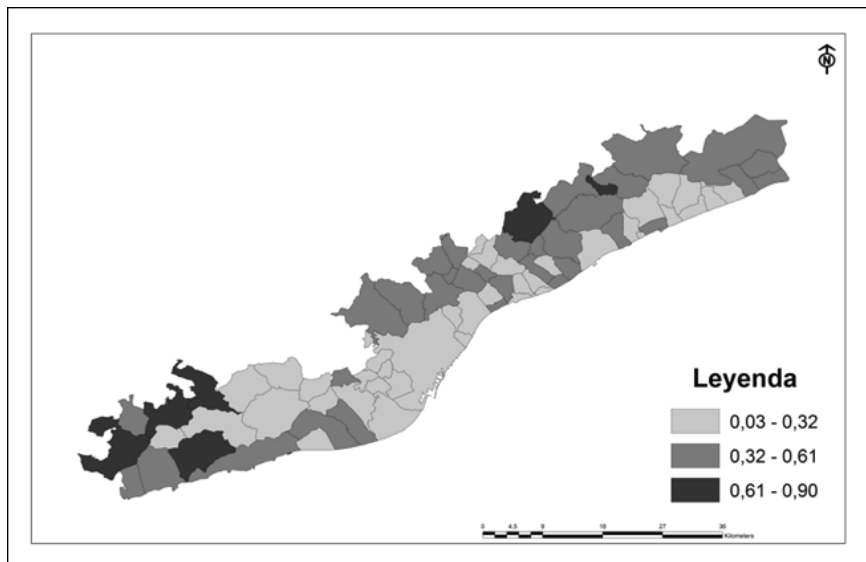 N
Leyenda
0,03 - 0,32
0,32 - 0,61
0,61 - 0,90
0 4,5 9 18 27 36
Kilometers